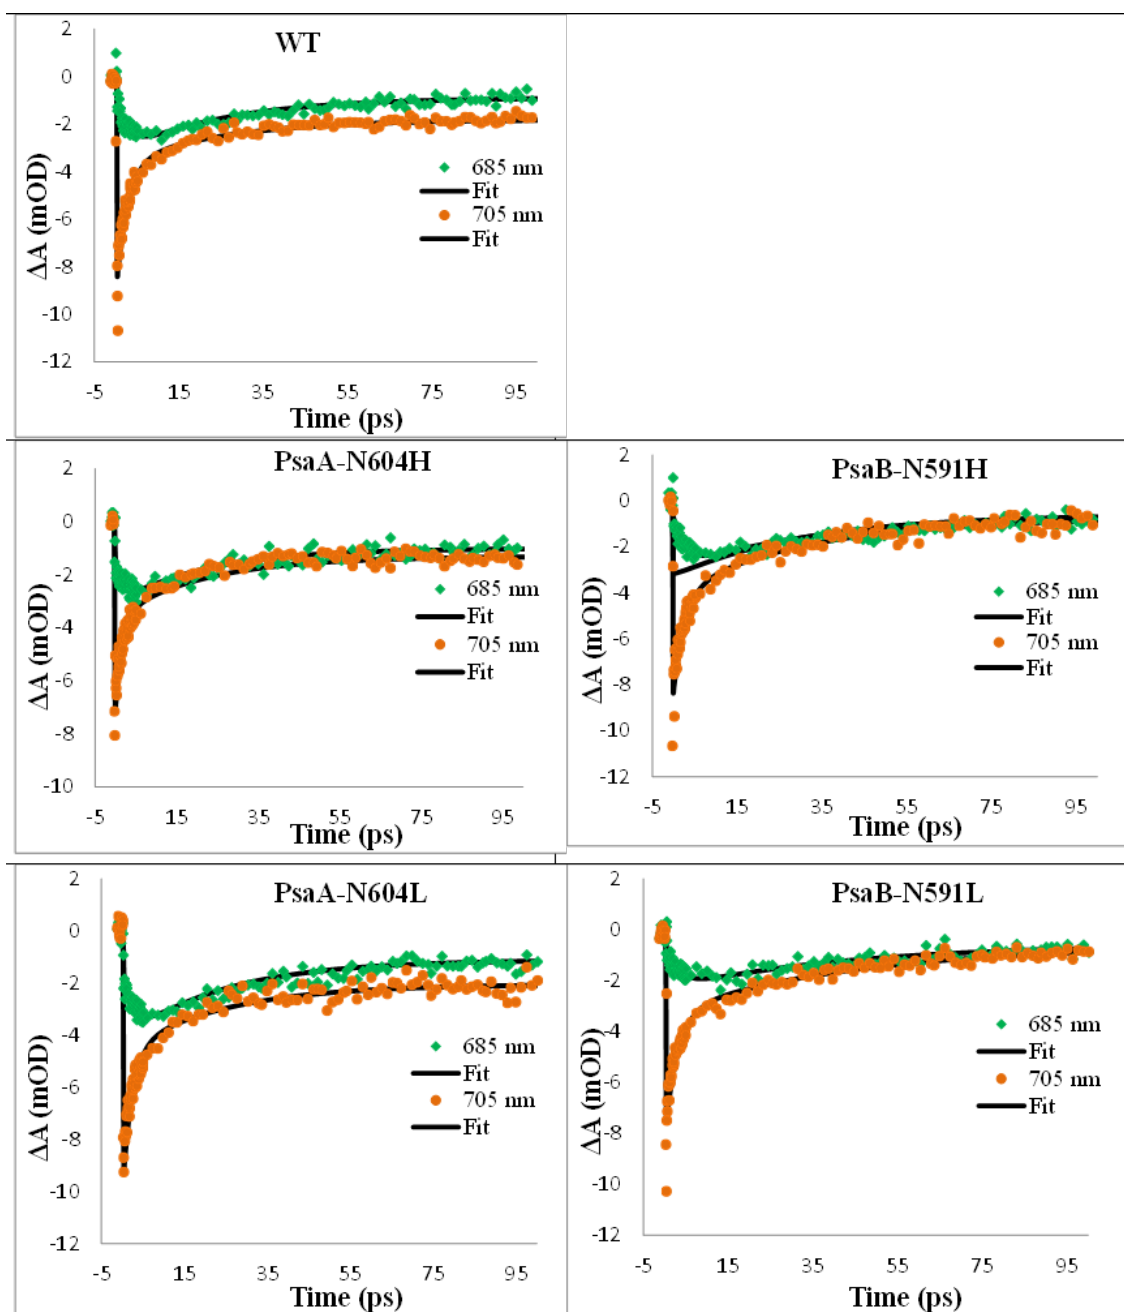 WT
2
0
-2
-4
-6
-8
-10
-12
ΔA (mOD)
685 nm
Fit
705 nm
Fit
-5 15 35 55 75 95
Time (ps)
PsaA-N604H
2
0
-2
-4
-6
-8
-10
ΔA (mOD)
685 nm
Fit
705 nm
Fit
-5 15 35 55 75 95
Time (ps)
PsaB-N591H
2
0
-2
-4
-6
-8
-10
-12
ΔA (mOD)
685 nm
Fit
705 nm
Fit
-5 15 35 55 75 95
Time (ps)
PsaA-N604L
2
0
-2
-4
-6
-8
-10
-12
ΔA (mOD)
685 nm
Fit
705 nm
Fit
-5 15 35 55 75 95
Time (ps)
PsaB-N591L
2
0
-2
-4
-6
-8
-10
-12
ΔA (mOD)
685 nm
Fit
705 nm
Fit
-5 15 35 55 75 95
Time (ps)